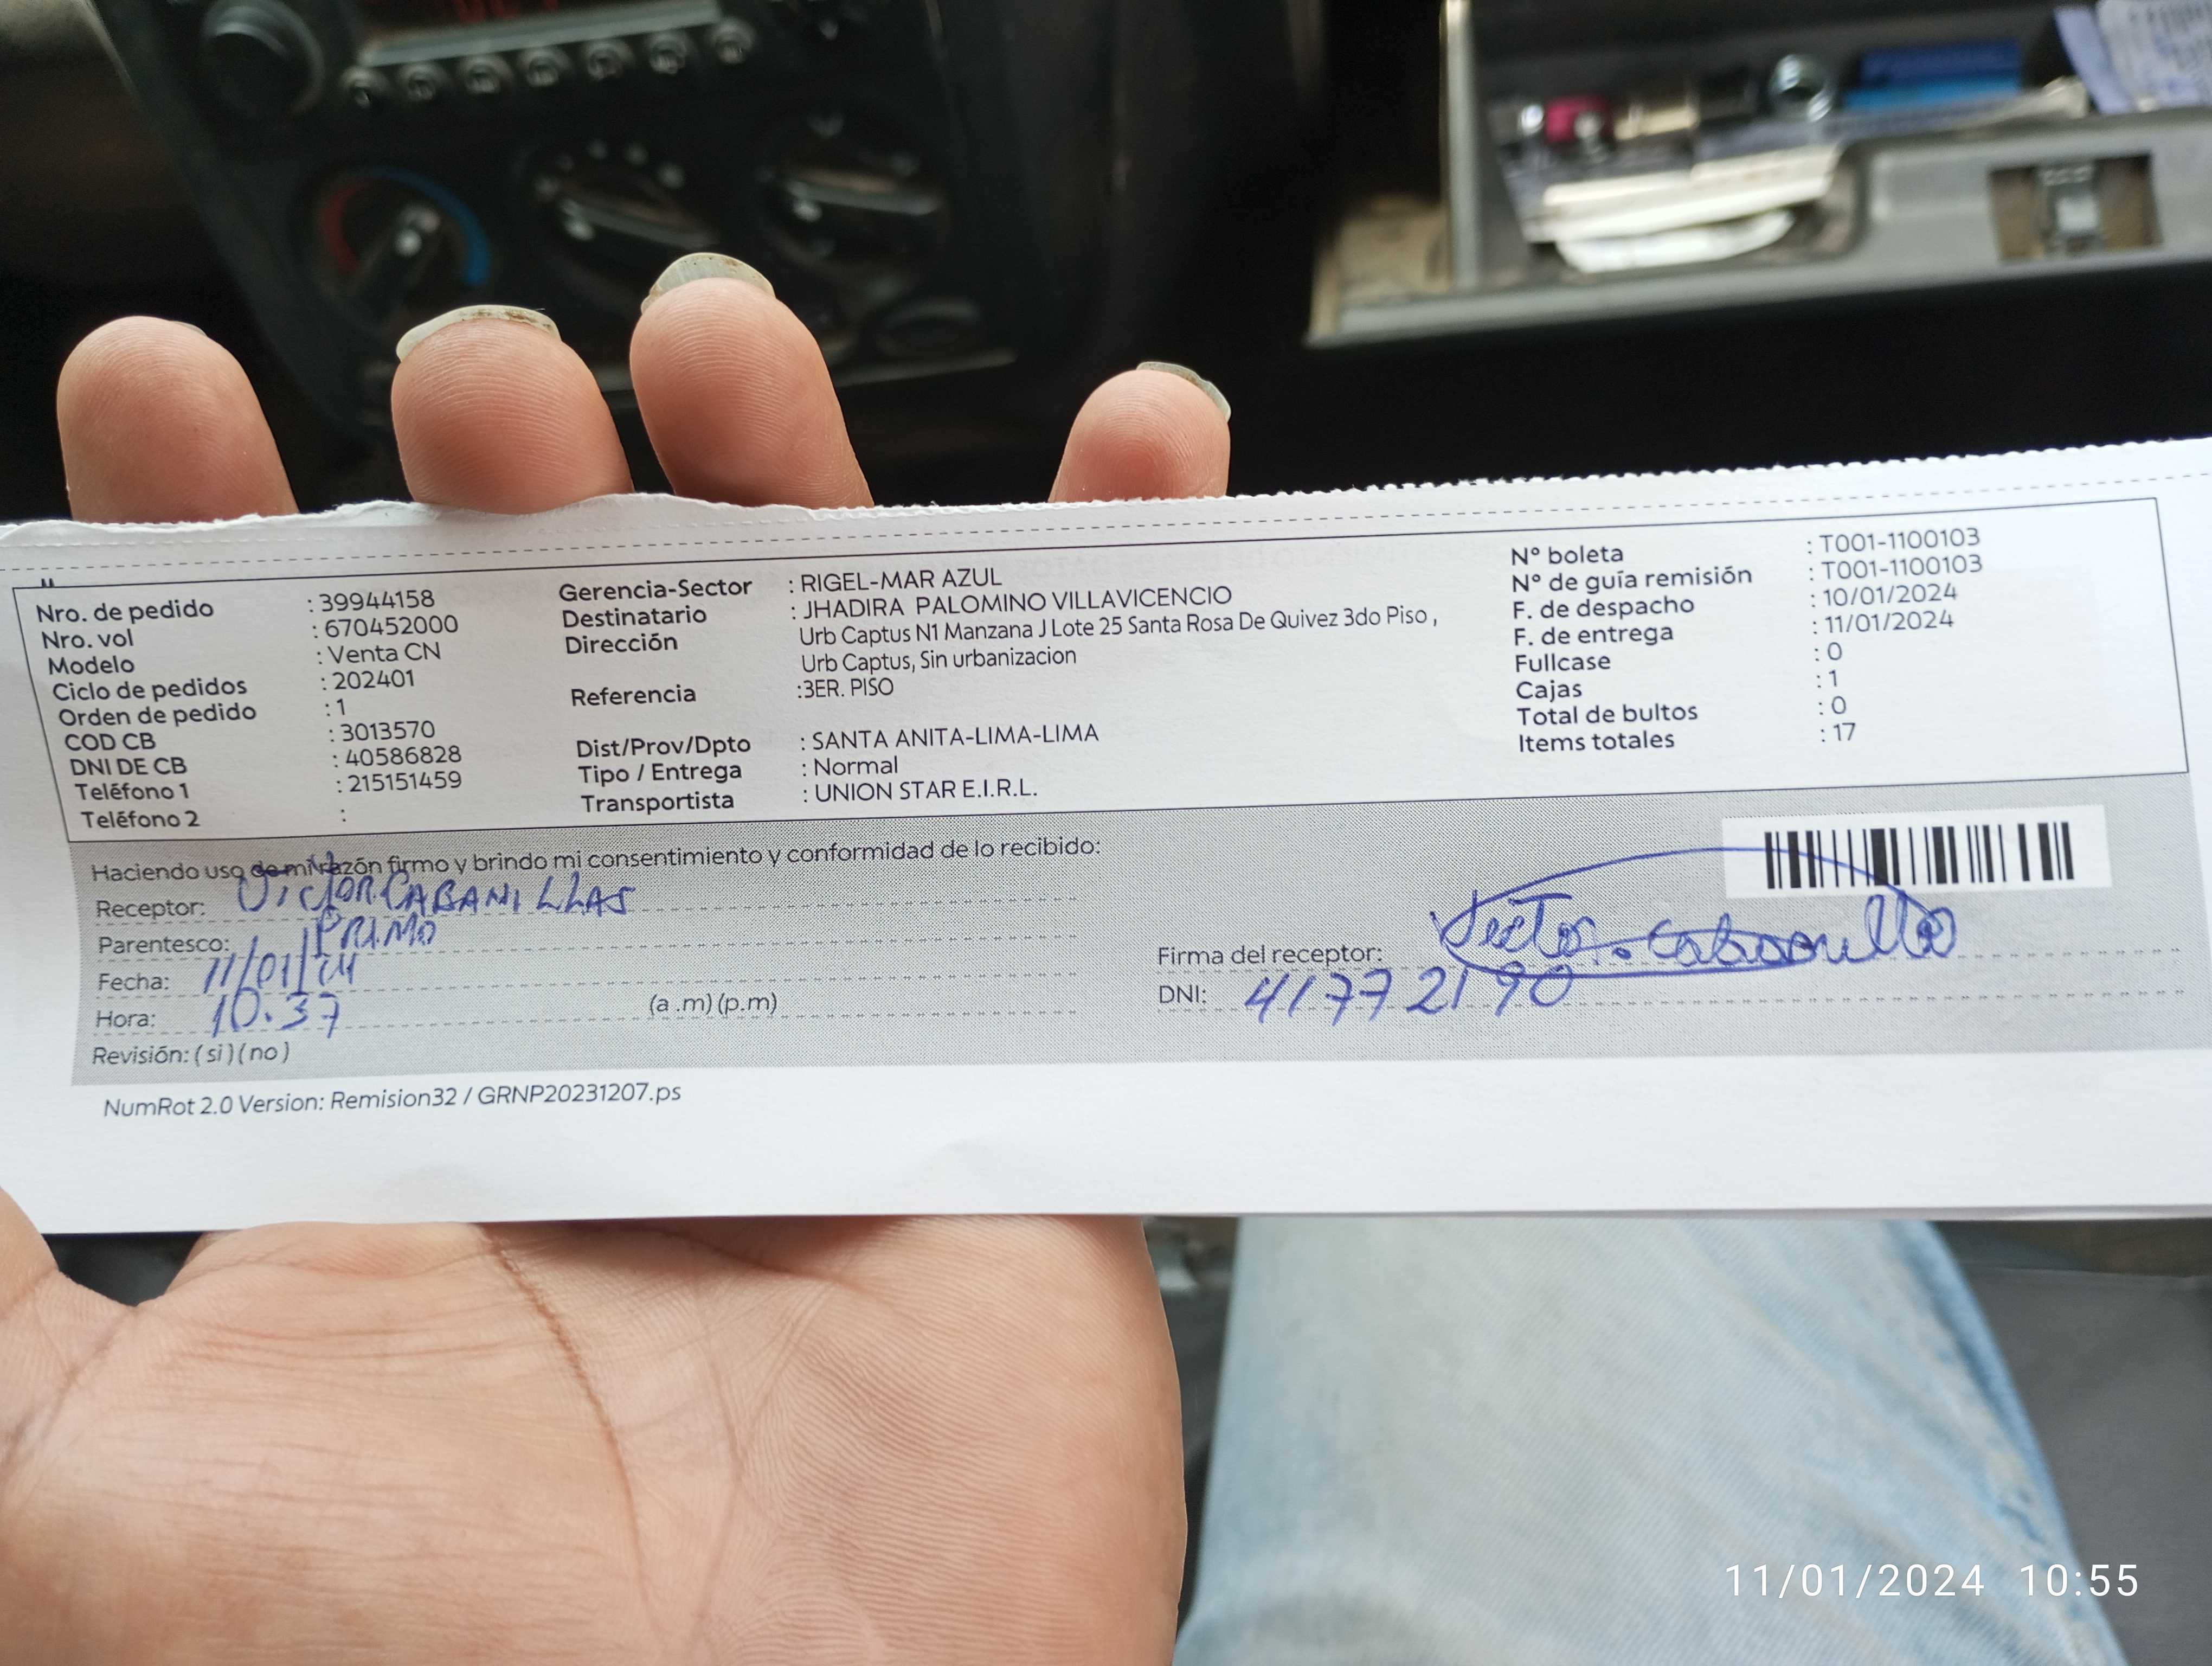 Nro. de pedido : 39944158
Nro. vol : 670452000
Modelo : Venta CN
Ciclo de pedidos : 202401
Orden de pedido : 1
COD CB : 3013570
DNI DE CB : 40586828
Teléfono 1 : 215151459
Teléfono 2 :
Gerencia-Sector : RIGEL-MAR AZUL
Destinatario : JHADIRA PALOMINO VILLAVICENCIO
Dirección Urb Captus N1 Manzana J Lote 25 Santa Rosa De Quivez 3do Piso ,
Urb Captus, Sin urbanizacion
Referencia :3ER. PISO
Dist/Prov/Dpto : SANTA ANITA-LIMA-LIMA
Tipo / Entrega : Normal
Transportista : UNION STAR E.I.R.L.
N° boleta : T001-1100103
N° de guía remisión : T001-1100103
F. de despacho : 10/01/2024
F. de entrega : 11/01/2024
Fullcase : 0
Cajas : 1
Total de bultos : 0
Items totales : 17
Haciendo uso de mi razón firmo y brindo mi consentimiento y conformidad de lo recibido:
Receptor: VICTOR CABANILLAS
Parentesco: PRIMO
Fecha: 11/01/24
Hora: 10.37 (a.m) (p.m)
Revisión: ( si ) ( no )
Firma del receptor:
DNI: 41772190
NumRot 2.0 Version: Remision32 / GRNP20231207.ps
11/01/2024 10:55